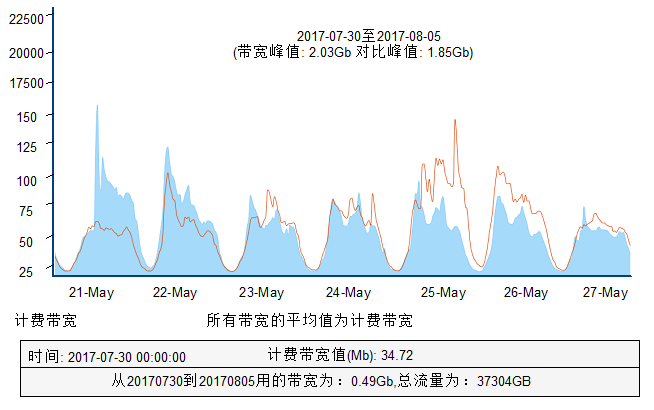 2017-07-30至2017-08-05
(带宽峰值: 2.03Gb 对比峰值: 1.85Gb)
22500
20000
17500
150
125
100
75
50
25
21-May 22-May 23-May 24-May 25-May 26-May 27-May
计费带宽 所有带宽的平均值为计费带宽
时间: 2017-07-30 00:00:00 计费带宽值(Mb): 34.72
从20170730到20170805用的带宽为：0.49Gb,总流量为：37304GB